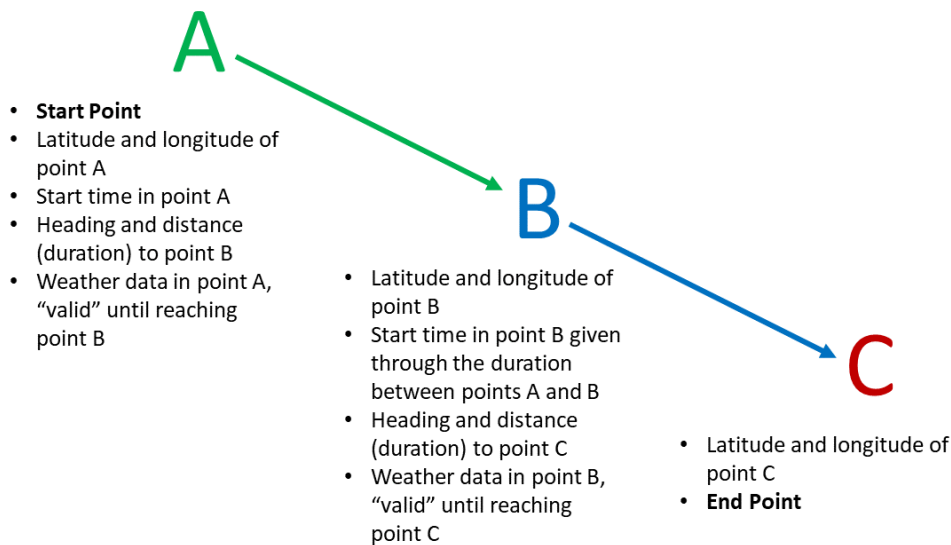 A
• Start Point
• Latitude and longitude of
point A
• Start time in point A
• Heading and distance
(duration) to point B
• Weather data in point A,
“valid” until reaching
point B
B
• Latitude and longitude of
point B
• Start time in point B given
through the duration
between points A and B
• Heading and distance
(duration) to point C
• Weather data in point B,
“valid” until reaching
point C
C
• Latitude and longitude of
point C
• End Point